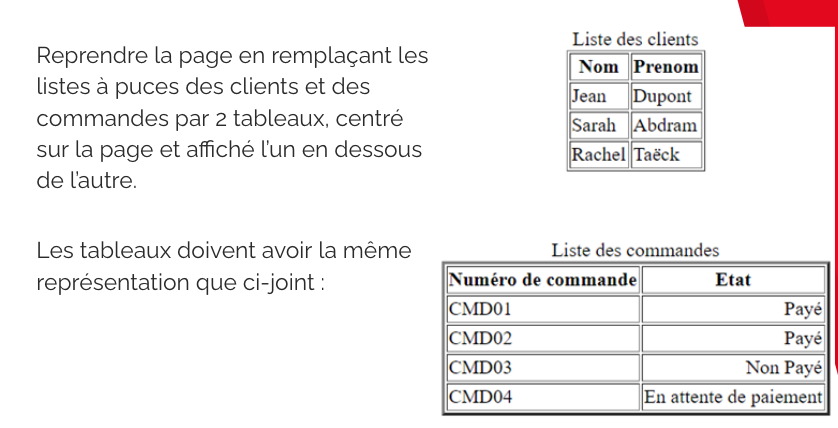 Reprendre la page en remplaçant les
listes à puces des clients et des
commandes par 2 tableaux, centré
sur la page et affiché l'un en dessous
de l'autre.
Les tableaux doivent avoir la même
représentation que ci-joint :
Liste des clients
Nom Prenom
Jean Dupont
Sarah Abdram
Rachel Taëck
Liste des commandes
Numéro de commande Etat
CMD01 Payé
CMD02 Payé
CMD03 Non Payé
CMD04 En attente de paiement